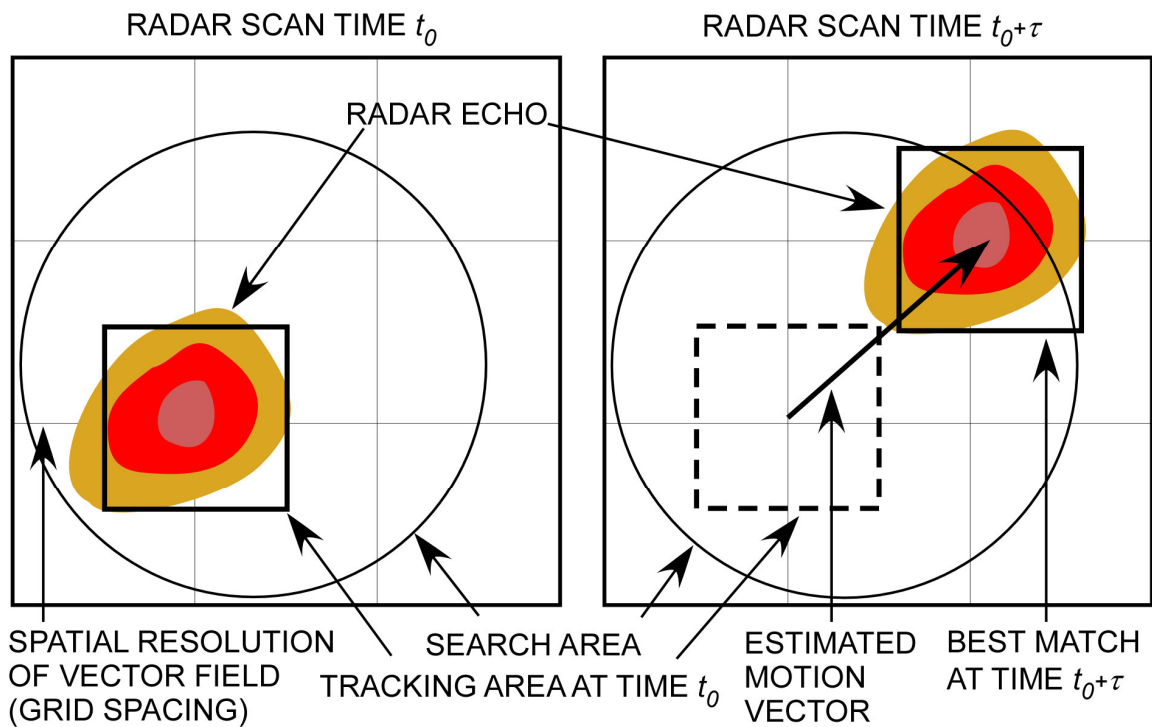 RADAR SCAN TIME t₀
RADAR SCAN TIME t₀+τ
RADAR ECHO
SPATIAL RESOLUTION
OF VECTOR FIELD
(GRID SPACING)
SEARCH AREA
TRACKING AREA AT TIME t₀
ESTIMATED
MOTION
VECTOR
BEST MATCH
AT TIME t₀+τ